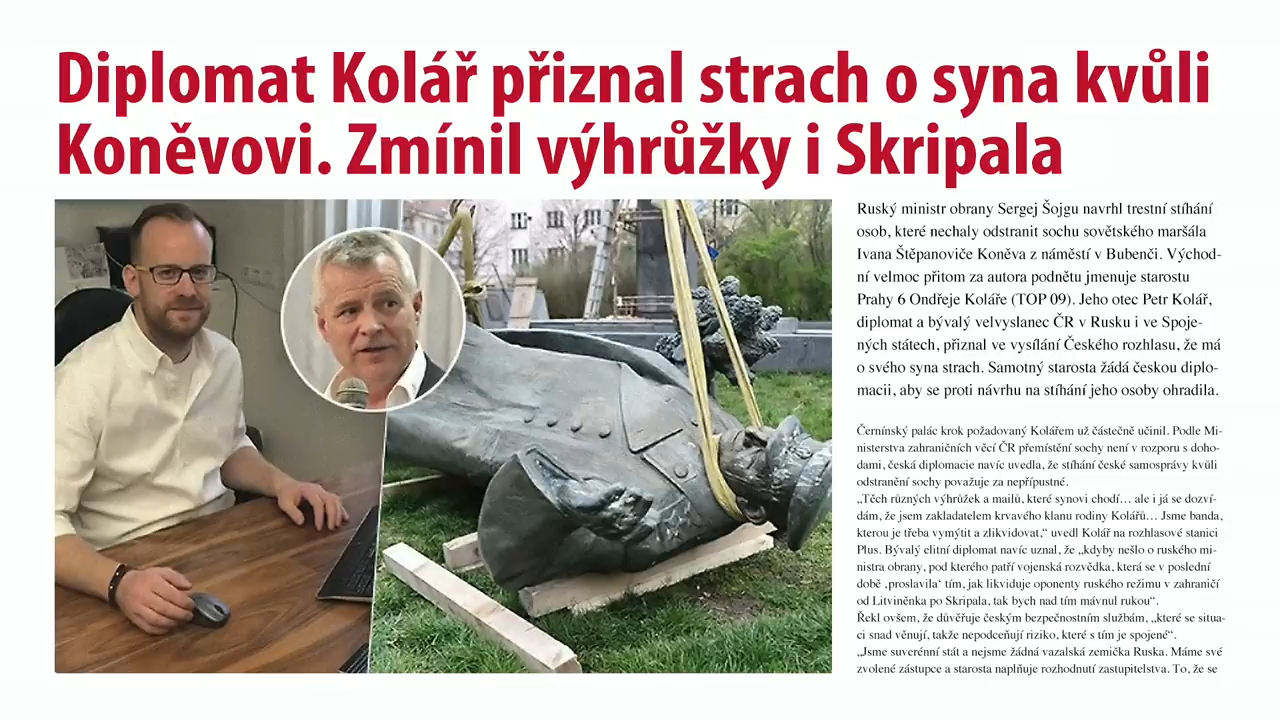 Diplomat Kolář přiznal strach o syna kvůli
Koněvovi. Zmínil výhrůžky i Skripala
Ruský ministr obrany Sergej Šojgu navrhl trestní stíhání
osob, které nechaly odstranit sochu sovětského maršála
Ivana Štěpanoviče Koněva z náměstí v Bubenči. Východ-
ní velmoc přitom za autora podnětu jmenuje starostu
Prahy 6 Ondřeje Koláře (TOP 09). Jeho otec Petr Kolář,
diplomat a bývalý velvyslanec ČR v Rusku i ve Spoje-
ných státech, přiznal ve vysílání Českého rozhlasu, že má
o svého syna strach. Samotný starosta žádá českou diplo-
macii, aby se proti návrhu na stíhání jeho osoby ohradila.
Černínský palác krok požadovaný Kolářem už částečně učinil. Podle Mi-
nisterstva zahraničních věcí ČR přemístění sochy není v rozporu s doho-
dami, česká diplomacie navíc uvedla, že stíhání české samosprávy kvůli
odstranění sochy považuje za nepřípustné.
„Těch různých výhrůžek a mailů, které synovi chodí… ale i já se dozví-
dám, že jsem zakladatelem krvavého klanu rodiny Kolářů… Jsme banda,
kterou je třeba vymýtit a zlikvidovat,“ uvedl Kolář na rozhlasové stanici
Plus. Bývalý elitní diplomat navíc uznal, že „kdyby nešlo o ruského mi-
nistra obrany, pod kterého patří vojenská rozvědka, která se v poslední
době ‚proslavila‘ tím, jak likviduje oponenty ruského režimu v zahraničí
od Litviněnka po Skripala, tak bych nad tím mávnul rukou“.
Řekl ovšem, že důvěřuje českým bezpečnostním službám, „které se situa-
ci snad věnují, takže nepodceňují riziko, které s tím je spojené“.
„Jsme suverénní stát a nejsme žádná vazalská zemička Ruska. Máme své
zvolené zástupce a starosta naplňuje rozhodnutí zastupitelstva. To, že se